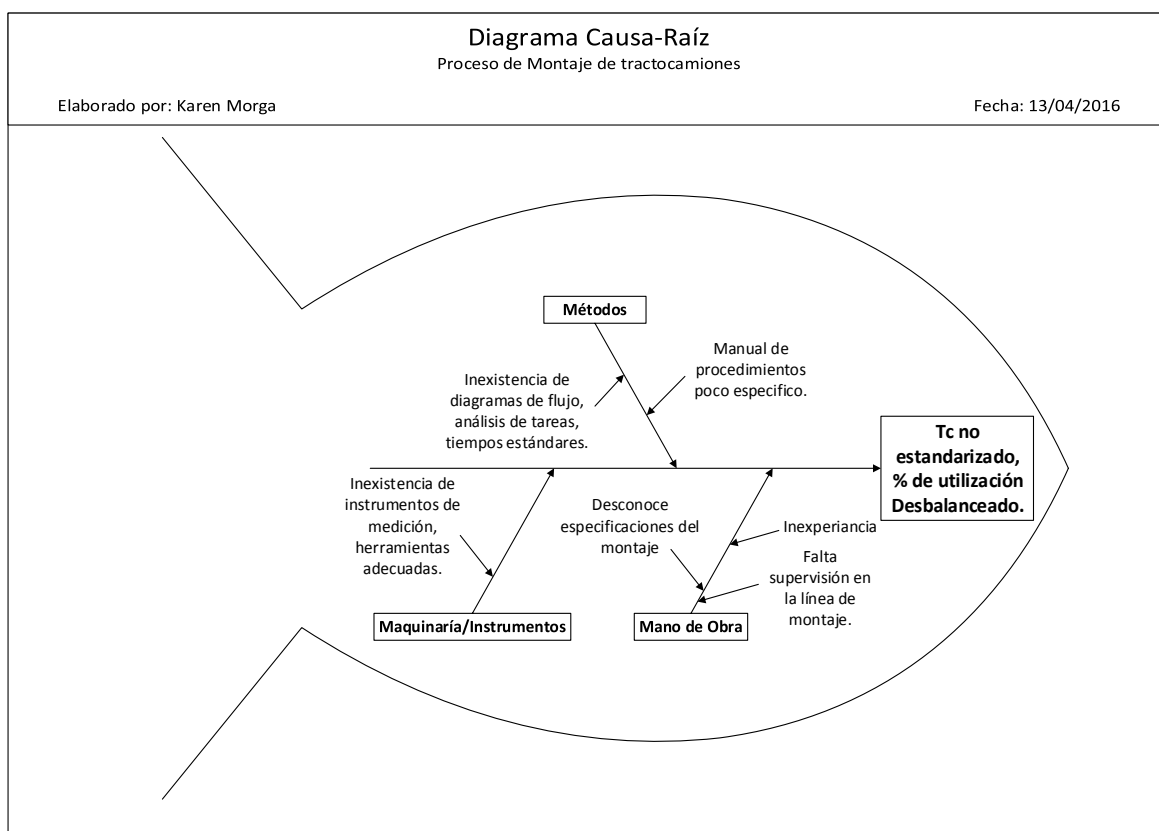 Diagrama Causa-Raíz
Proceso de Montaje de tractocamiones
Elaborado por: Karen Morga
Fecha: 13/04/2016
Métodos
Manual de
procedimientos
poco especifico.
Inexistencia de
diagramas de flujo,
análisis de tareas,
tiempos estándares.
Tc no
estandarizado,
% de utilización
Desbalanceado.
Inexistencia de
instrumentos de
medición,
herramientas
adecuadas.
Desconoce
especificaciones del
montaje
Inexperiancia
Falta
supervisión en
la línea de
montaje.
Maquinaría/Instrumentos
Mano de Obra